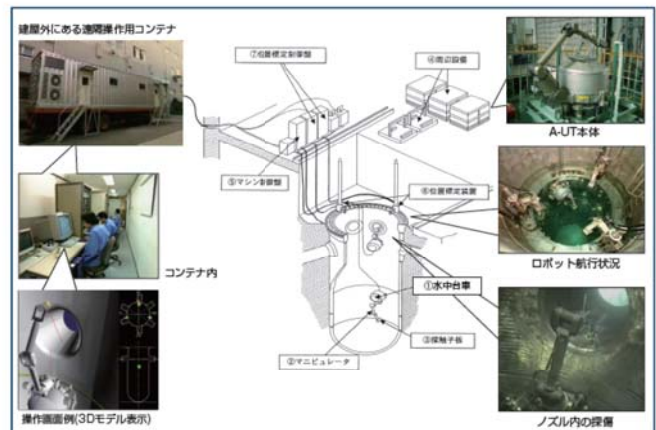 建屋外にある遠隔操作用コンテナ
⑦位置標定制御盤
④周辺設備
A-UT本体
⑤マシン制御盤
⑥位置標定装置
ロボット航行状況
コンテナ内
①水中台車
③探触子板
②マニピュレータ
操作画面例(3Dモデル表示)
ノズル内の探傷